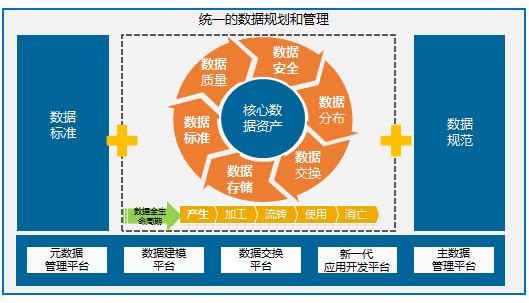 统一的数据规划和管理
数据
标准
数据
质量
数据
安全
数据
分布
数据
交换
数据
存储
数据
标准
核心数
据资产
数据
规范
数据全生
命周期
产生
加工
流转
使用
消亡
元数据
管理平台
数据建模
平台
数据交换
平台
新一代
应用开发平台
主数据
管理平台